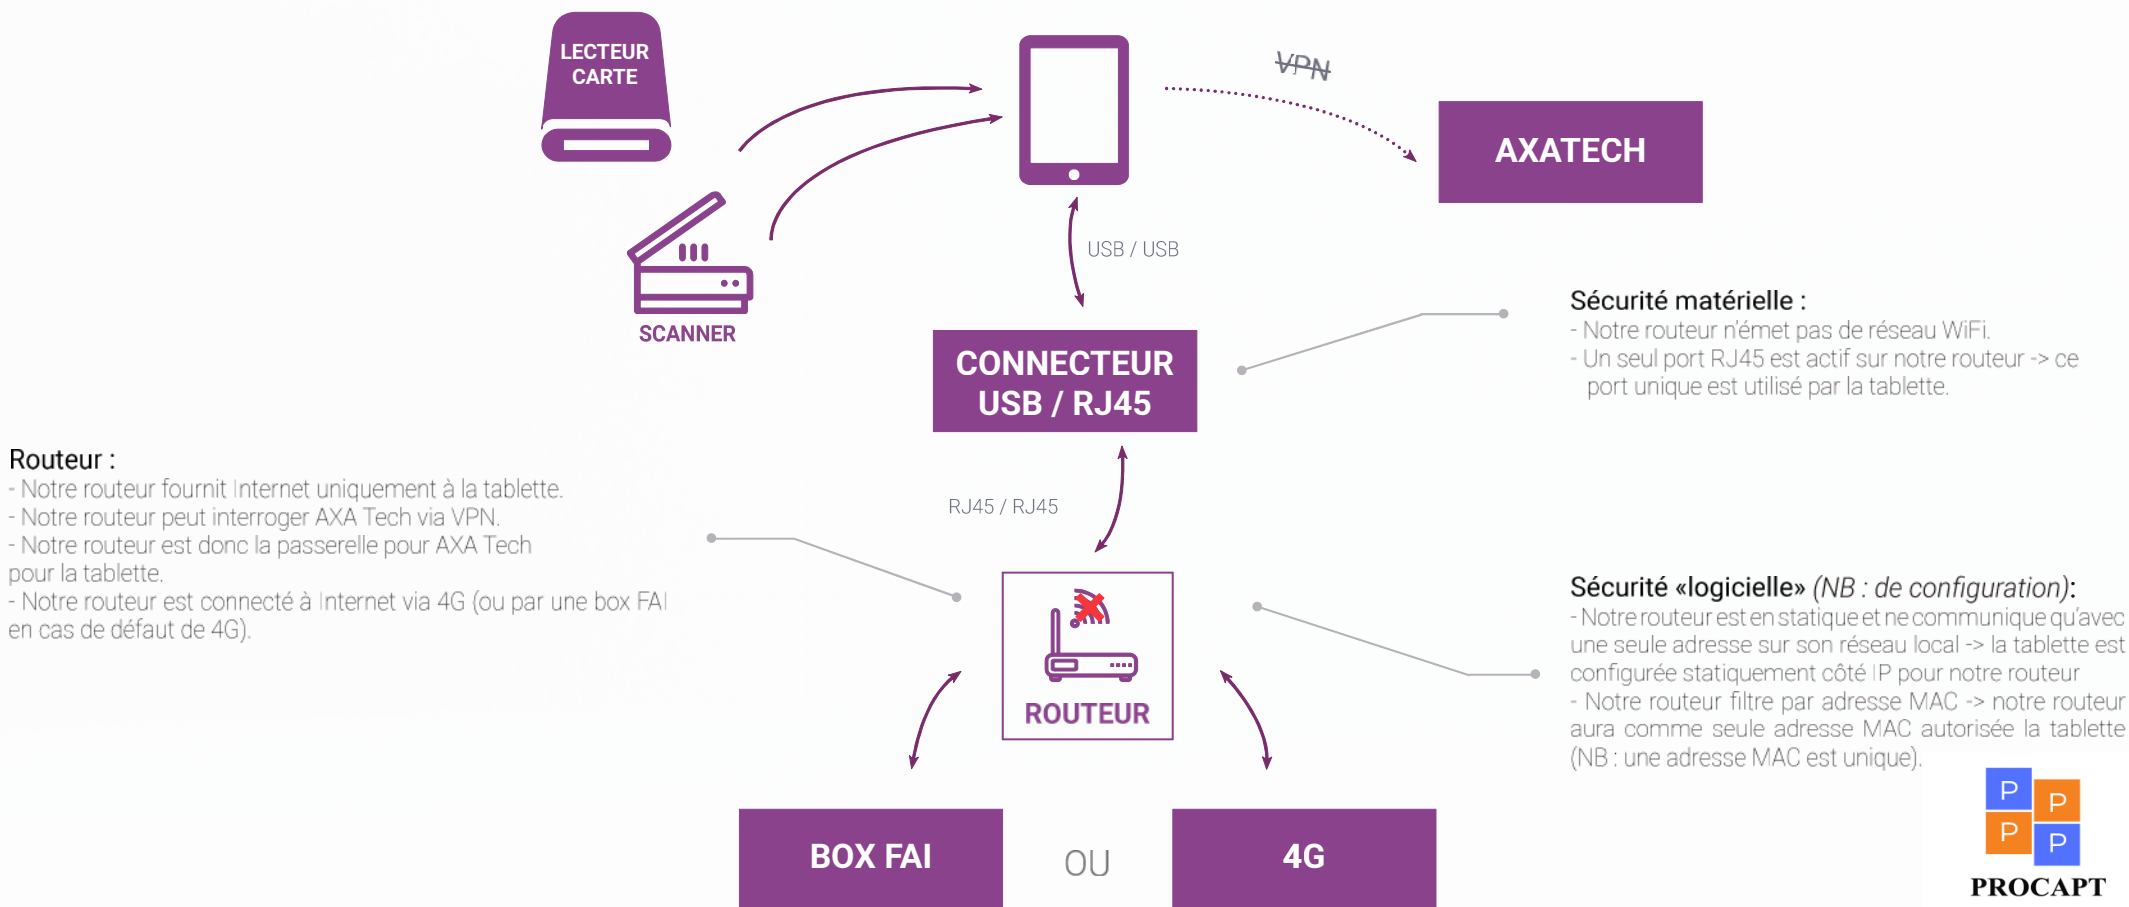 LECTEUR
CARTE
VPN
AXATECH
USB / USB
SCANNER
CONNECTEUR
USB / RJ45
Sécurité matérielle :
- Notre routeur n'émet pas de réseau WiFi.
- Un seul port RJ45 est actif sur notre routeur -> ce
port unique est utilisé par la tablette.
Routeur :
- Notre routeur fournit Internet uniquement à la tablette.
- Notre routeur peut interroger AXA Tech via VPN.
- Notre routeur est donc la passerelle pour AXA Tech
pour la tablette.
- Notre routeur est connecté à Internet via 4G (ou par une box FAI
en cas de défaut de 4G).
RJ45 / RJ45
ROUTEUR
Sécurité «logicielle» (NB : de configuration):
- Notre routeur est en statique et ne communique qu'avec
une seule adresse sur son réseau local -> la tablette est
configurée statiquement côté IP pour notre routeur
- Notre routeur filtre par adresse MAC -> notre routeur
aura comme seule adresse MAC autorisée la tablette
(NB : une adresse MAC est unique).
BOX FAI
OU
4G
P
P
P
P
PROCAPT